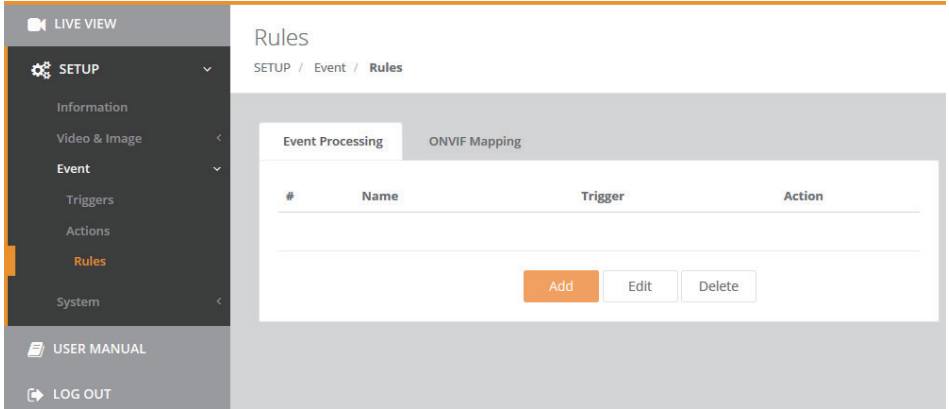 LIVE VIEW
SETUP
Information
Video & Image
Event
Triggers
Actions
Rules
System
USER MANUAL
LOG OUT
Rules
SETUP / Event / Rules
Event Processing ONVIF Mapping
# Name Trigger Action
Add Edit Delete